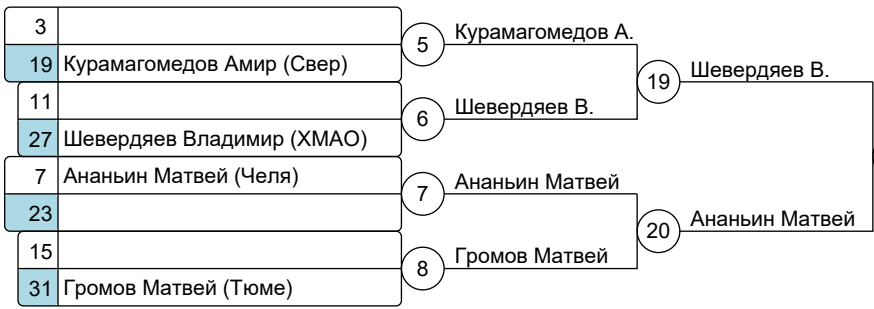 3
19 Курамагомедов Амир (Свер)
5
Курамагомедов А.
11
27 Шевердяев Владимир (ХМАО)
6
Шевердяев В.
19
Шевердяев В.
7 Ананьин Матвей (Челя)
23
7
Ананьин Матвей
15
31 Громов Матвей (Тюме)
8
Громов Матвей
20
Ананьин Матвей